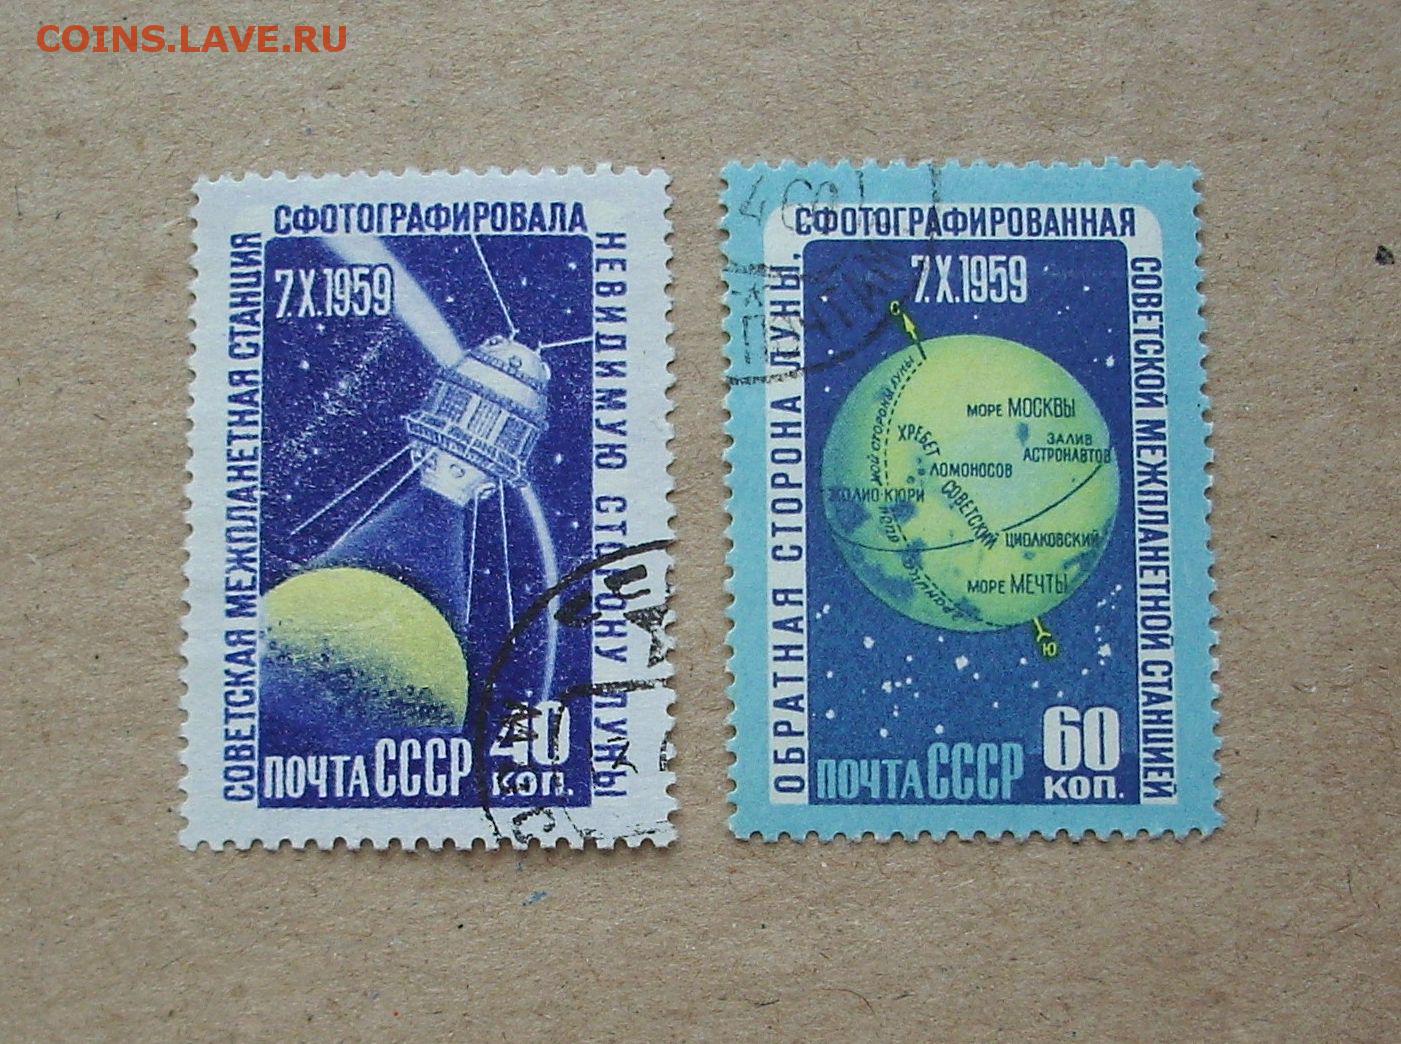 COINS.LAVE.RU
СОВЕТСКАЯ МЕЖПЛАНЕТНАЯ СТАНЦИЯ
СФОТОГРАФИРОВАЛА
НЕВИДИМУЮ СТОРОНУ ЛУНЫ
7.X.1959
ПОЧТА СССР
40
КОП.
ОБРАТНАЯ СТОРОНА ЛУНЫ,
СФОТОГРАФИРОВАННАЯ
СОВЕТСКОЙ МЕЖПЛАНЕТНОЙ СТАНЦИЕЙ
7.X.1959
С
МОРЕ МОСКВЫ
ЗАЛИВ
АСТРОНАВТОВ
ХРЕБЕТ
СОВЕТСКИЙ
ЛОМОНОСОВ
ЖОЛИО-КЮРИ
ЦИОЛКОВСКИЙ
МОРЕ МЕЧТЫ
Ю
ПОЧТА СССР
60
КОП.
4 60